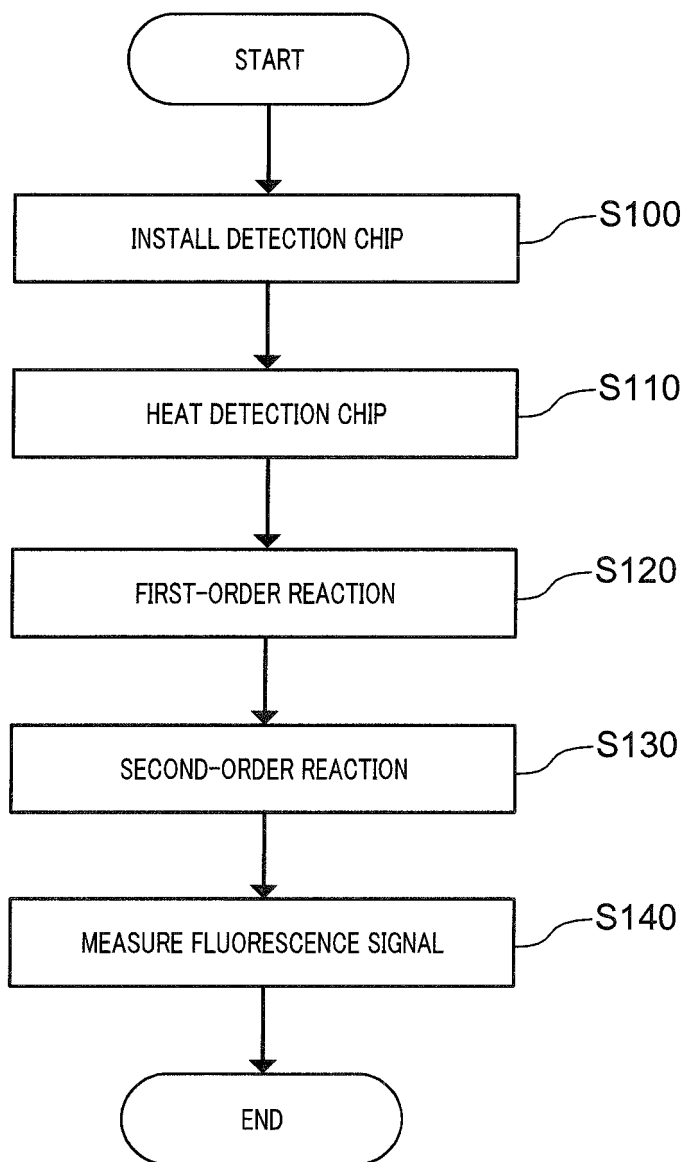 START
INSTALL DETECTION CHIP
S100
HEAT DETECTION CHIP
S110
FIRST-ORDER REACTION
S120
SECOND-ORDER REACTION
S130
MEASURE FLUORESCENCE SIGNAL
S140
END